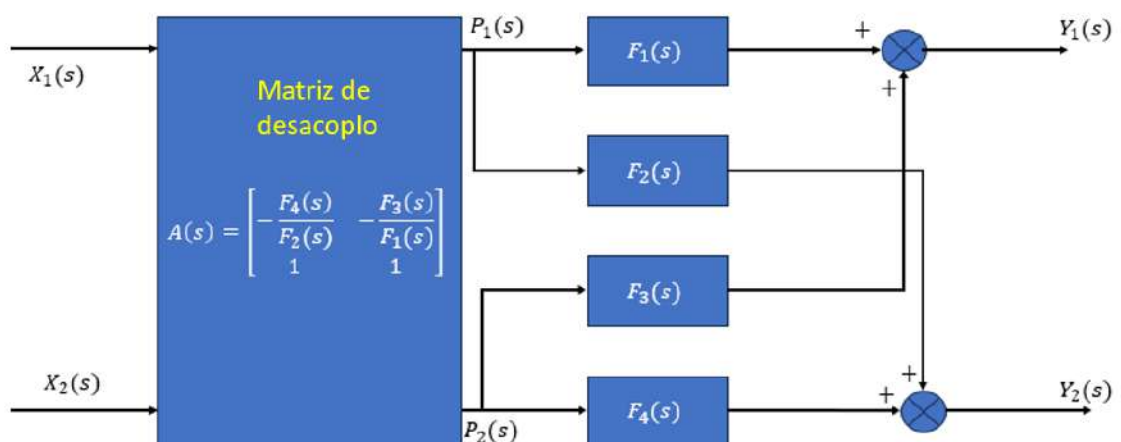 X₁(s)
Matriz de
desacoplo
A(s) = [ -F₄(s)/F₂(s) -F₃(s)/F₁(s)
1 1 ]
X₂(s)
P₁(s)
P₂(s)
F₁(s)
F₂(s)
F₃(s)
F₄(s)
+
+
Y₁(s)
+
+
Y₂(s)